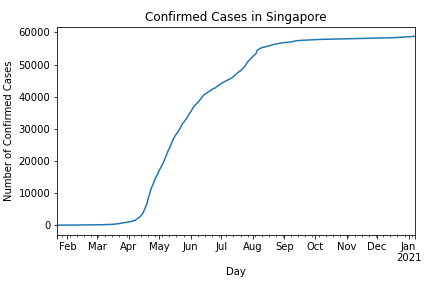 Confirmed Cases in Singapore
60000
50000
40000
30000
20000
10000
0
Number of Confirmed Cases
Feb Mar Apr May Jun Jul Aug Sep Oct Nov Dec Jan
2021
Day